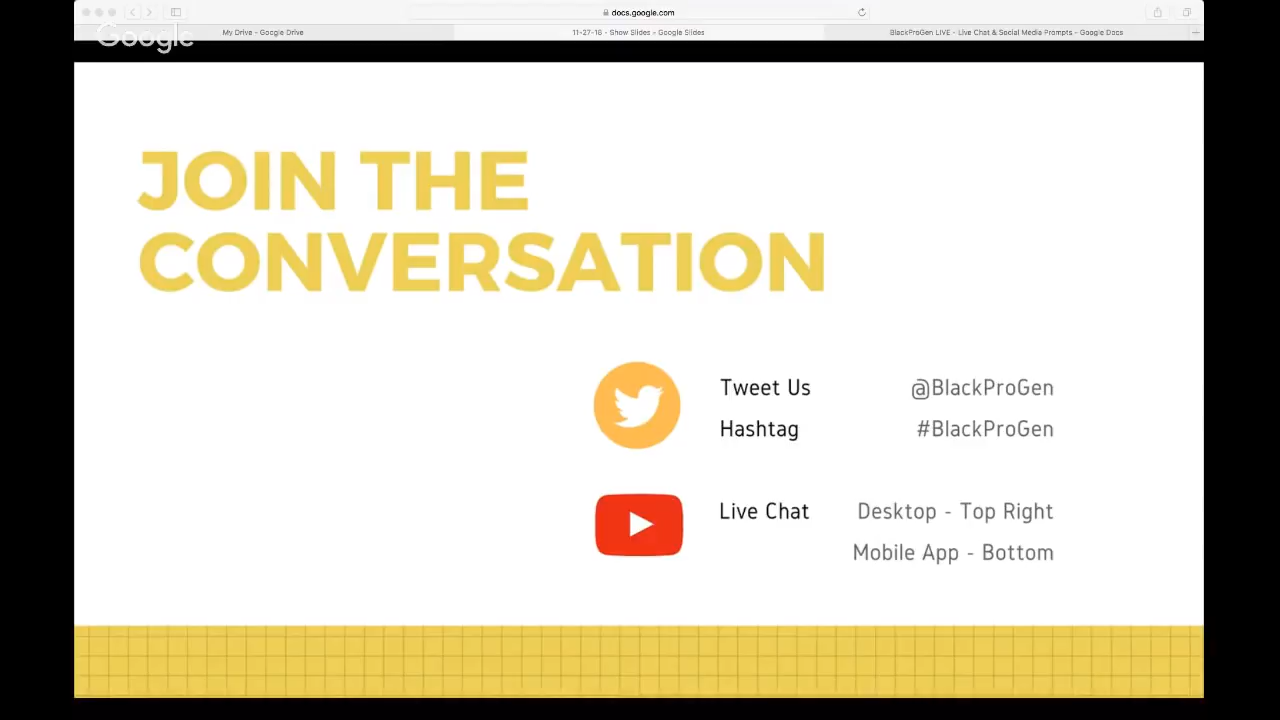 docs.google.com
Google
My Drive - Google Drive
11-27-18 - Show Slides - Google Slides
BlackProGen LIVE - Live Chat & Social Media Prompts - Google Docs
JOIN THE
CONVERSATION
Tweet Us @BlackProGen
Hashtag #BlackProGen
Live Chat Desktop - Top Right
Mobile App - Bottom